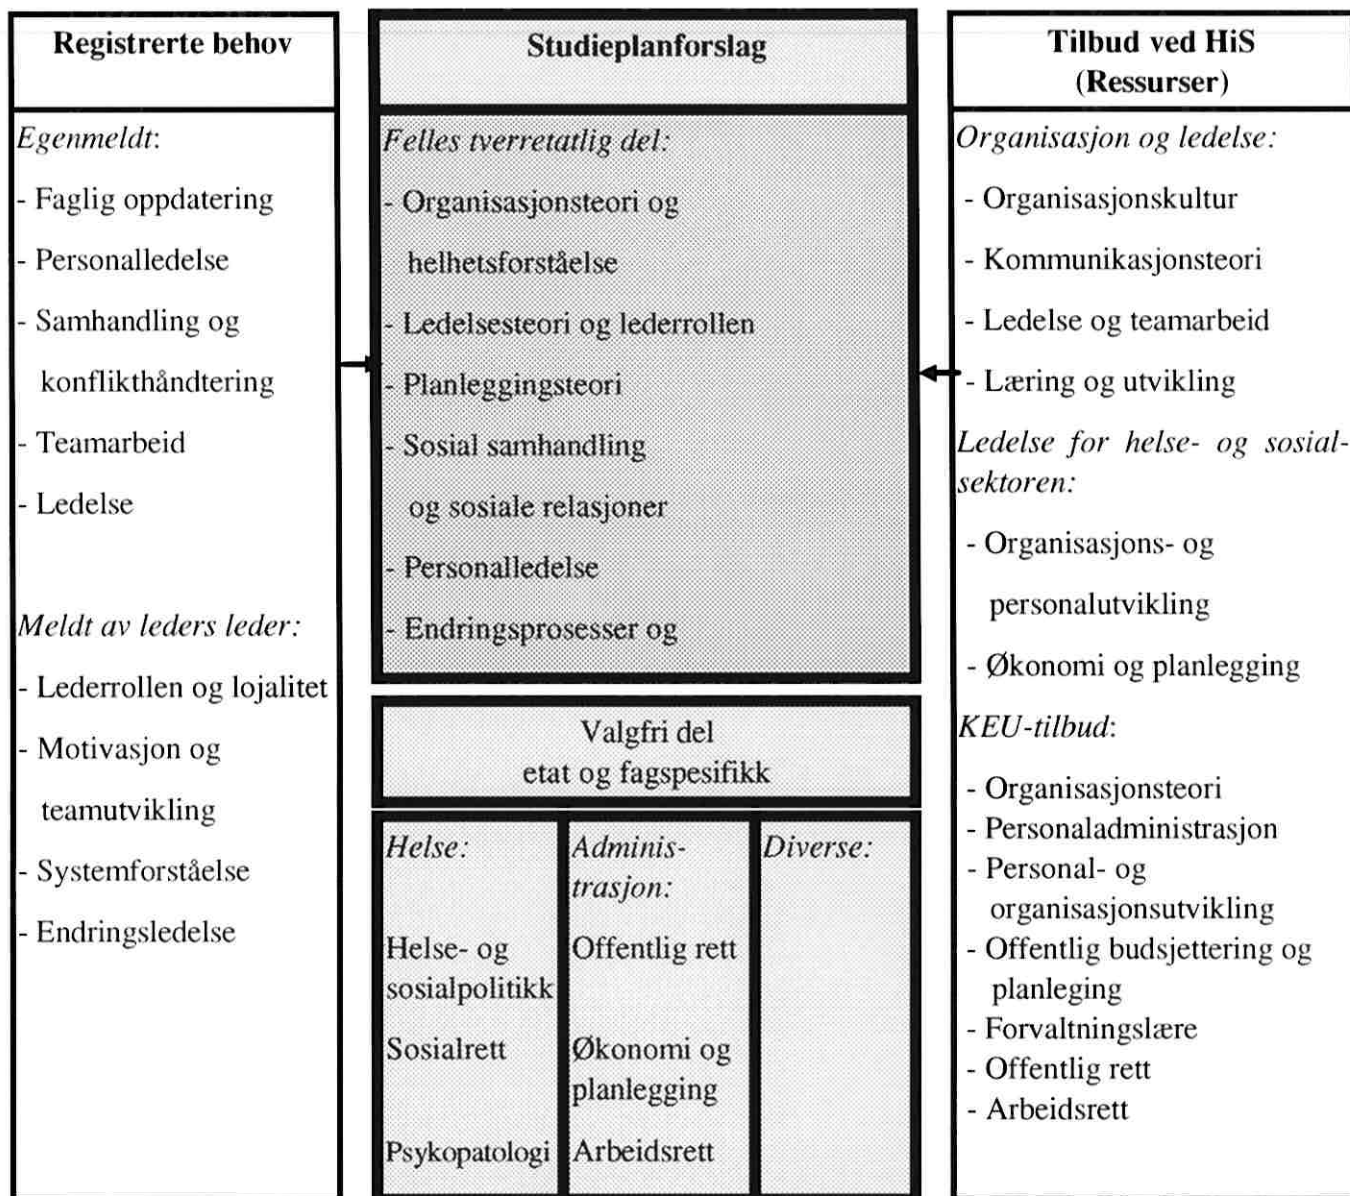 Registrerte behov
Egenmeldt:
- Faglig oppdatering
- Personalledelse
- Samhandling og
konflikthåndtering
- Teamarbeid
- Ledelse
Meldt av leders leder:
- Lederrollen og lojalitet
- Motivasjon og
teamutvikling
- Systemforståelse
- Endringsledelse
Studieplanforslag
Felles tverretatlig del:
- Organisasjonsteori og
helhetsforståelse
- Ledelsesteori og lederrollen
- Planleggingsteori
- Sosial samhandling
og sosiale relasjoner
- Personalledelse
- Endringsprosesser og
Valgfri del
etat og fagspesifikk
Helse:
Helse- og
sosialpolitikk
Sosialrett
Psykopatologi
Adminis-
trasjon:
Offentlig rett
Økonomi og
planlegging
Arbeidsrett
Diverse:
Tilbud ved HiS
(Ressurser)
Organisasjon og ledelse:
- Organisasjonskultur
- Kommunikasjonsteori
- Ledelse og teamarbeid
- Læring og utvikling
Ledelse for helse- og sosial-
sektoren:
- Organisasjons- og
personalutvikling
- Økonomi og planlegging
KEU-tilbud:
- Organisasjonsteori
- Personaladministrasjon
- Personal- og
organisasjonsutvikling
- Offentlig budsjettering og
planleging
- Forvaltningslære
- Offentlig rett
- Arbeidsrett